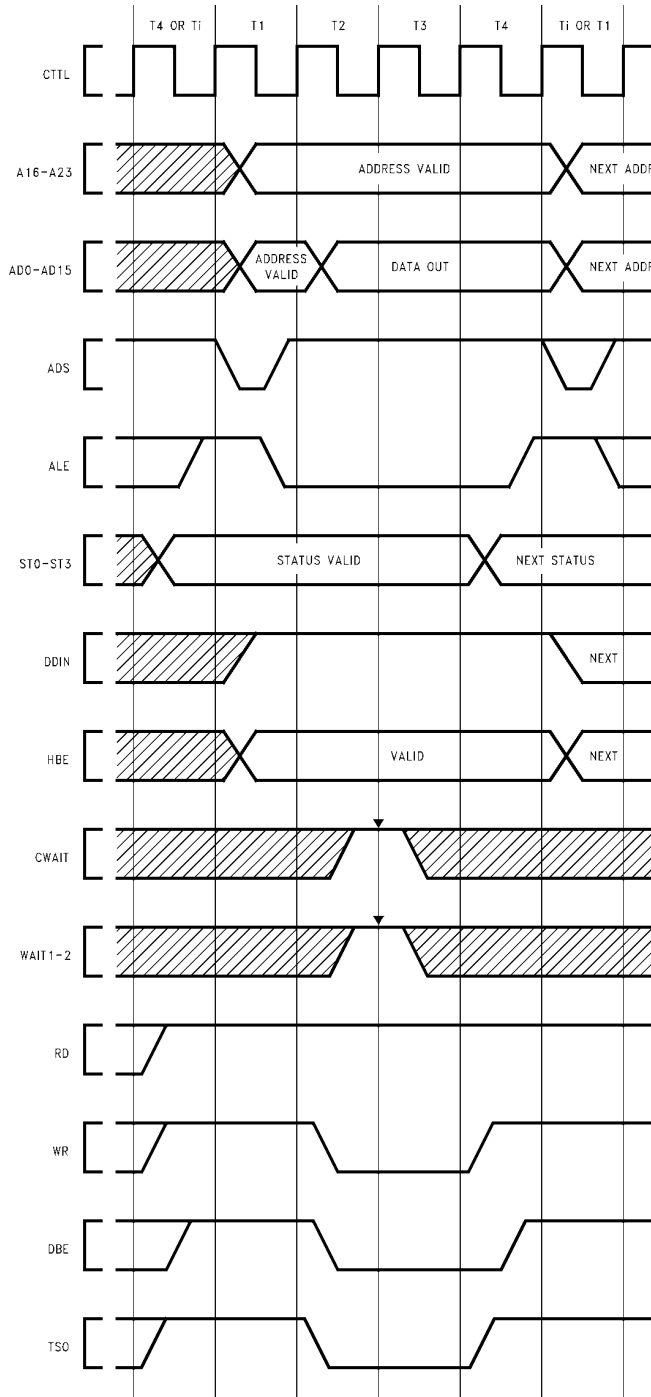 T4 OR Ti T1 T2 T3 T4 Ti OR T1
CTTL
A16-A23 ADDRESS VALID NEXT ADDR
AD0-AD15 ADDRESS VALID DATA OUT NEXT ADDR
ADS
ALE
ST0-ST3 STATUS VALID NEXT STATUS
DDIN NEXT
HBE VALID NEXT
CWAIT
WAIT1-2
RD
WR
DBE
TSO